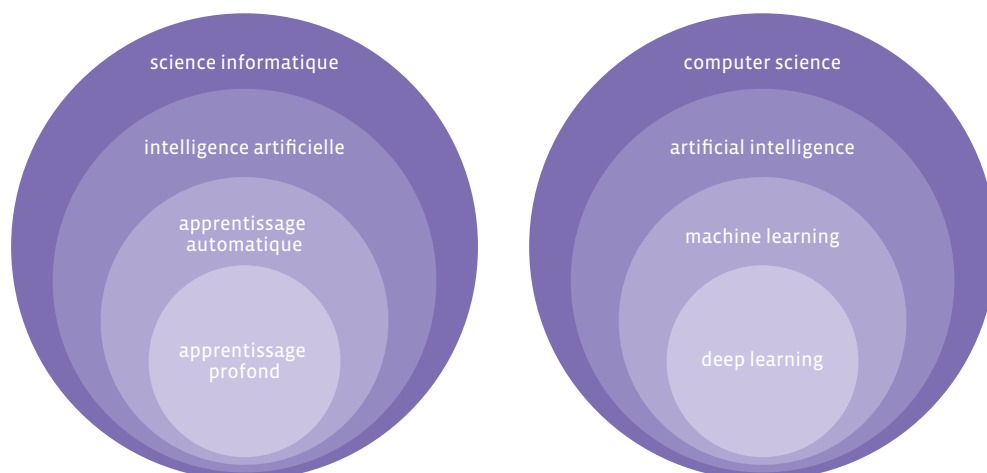 science informatique
intelligence artificielle
apprentissage
automatique
apprentissage
profond
computer science
artificial intelligence
machine learning
deep learning